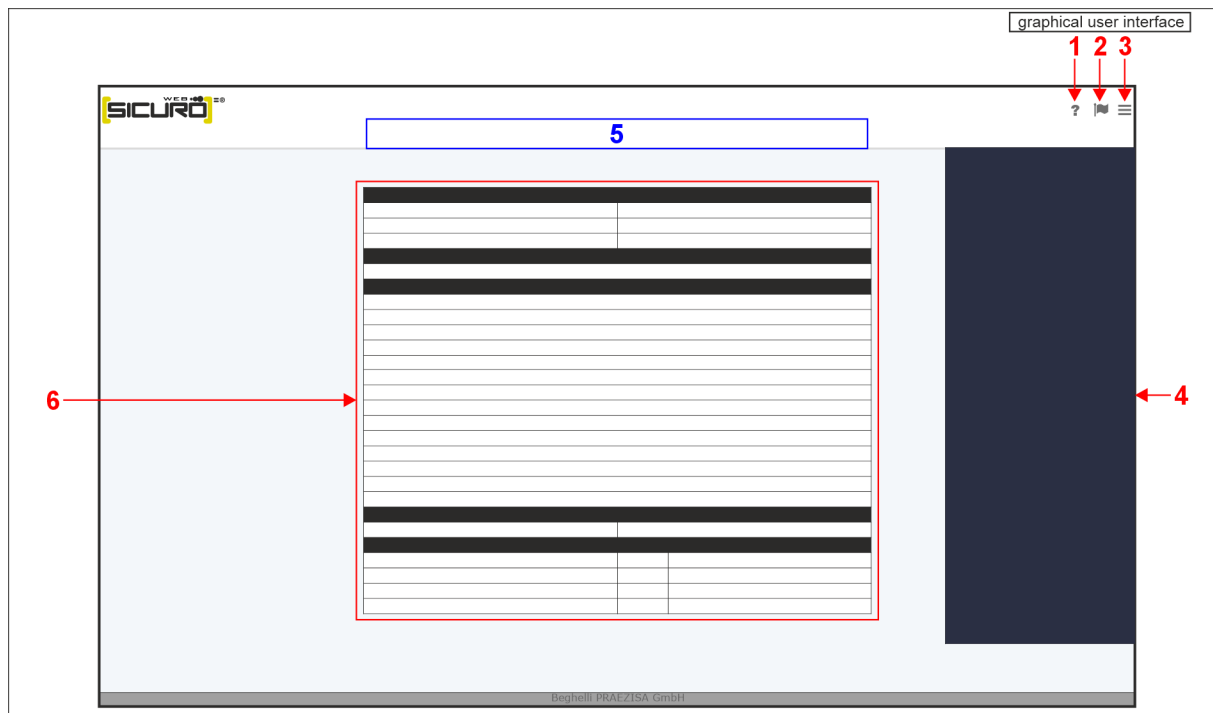 graphical user interface
1 2 3
WEB
[SICURO]®
?
5
6
4
Beghelli PRAEZISA GmbH